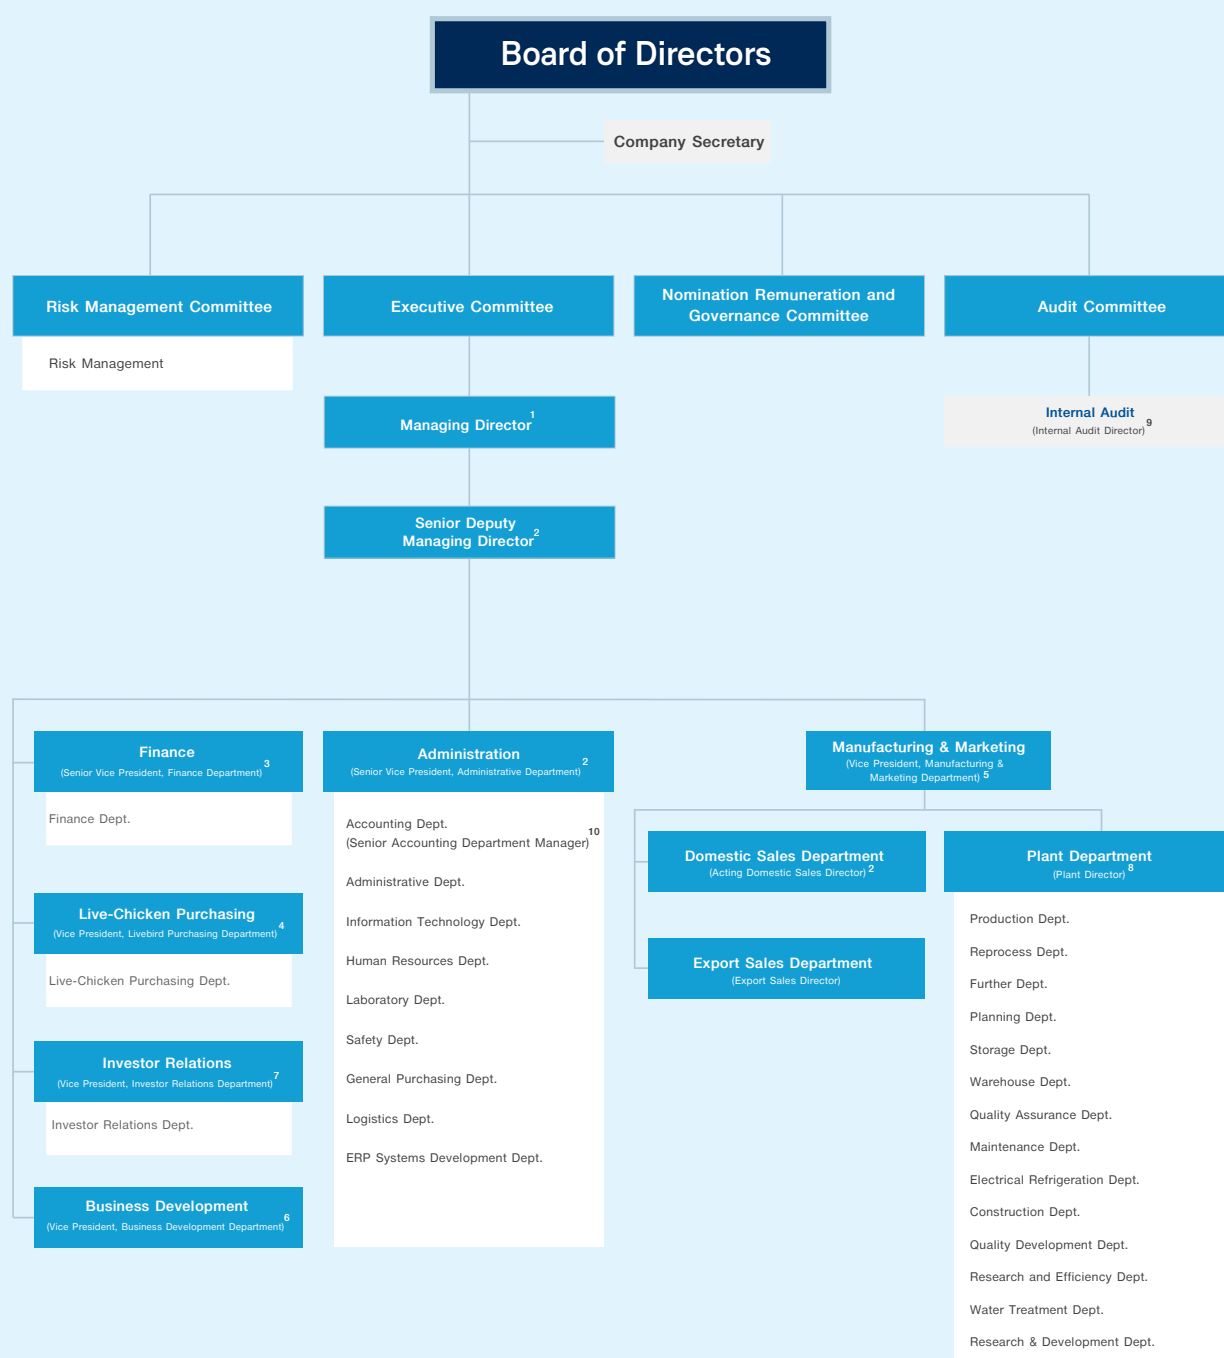 Board of Directors
Company Secretary
Risk Management Committee
Risk Management
Executive Committee
Nomination Remuneration and
Governance Committee
Audit Committee
Managing Director 1
Internal Audit
(Internal Audit Director) 9
Senior Deputy
Managing Director 2
Finance
(Senior Vice President, Finance Department) 3
Finance Dept.
Live-Chicken Purchasing
(Vice President, Livebird Purchasing Department) 4
Live-Chicken Purchasing Dept.
Investor Relations
(Vice President, Investor Relations Department) 7
Investor Relations Dept.
Business Development
(Vice President, Business Development Department) 6
Administration
(Senior Vice President, Administrative Department) 2
Accounting Dept.
(Senior Accounting Department Manager) 10
Administrative Dept.
Information Technology Dept.
Human Resources Dept.
Laboratory Dept.
Safety Dept.
General Purchasing Dept.
Logistics Dept.
ERP Systems Development Dept.
Manufacturing & Marketing
(Vice President, Manufacturing &
Marketing Department) 5
Domestic Sales Department
(Acting Domestic Sales Director) 2
Export Sales Department
(Export Sales Director)
Plant Department
(Plant Director) 8
Production Dept.
Reprocess Dept.
Further Dept.
Planning Dept.
Storage Dept.
Warehouse Dept.
Quality Assurance Dept.
Maintenance Dept.
Electrical Refrigeration Dept.
Construction Dept.
Quality Development Dept.
Research and Efficiency Dept.
Water Treatment Dept.
Research & Development Dept.